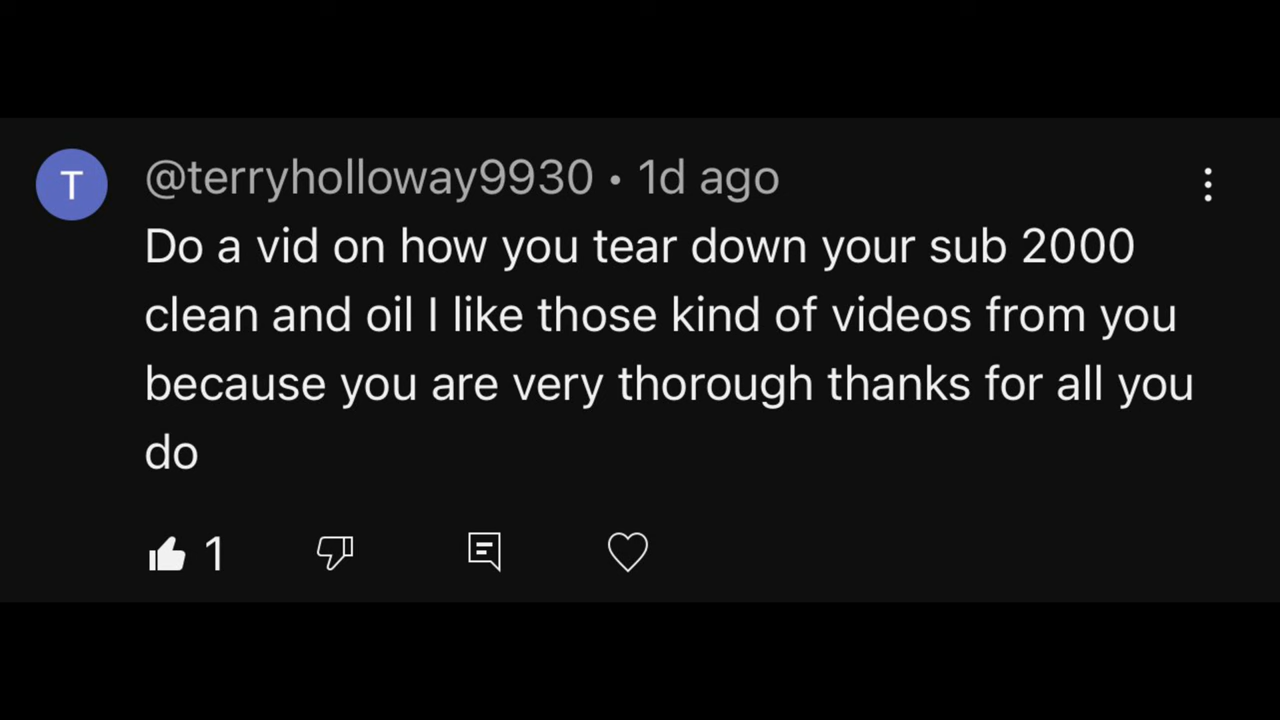 T
@terryholloway9930 • 1d ago
Do a vid on how you tear down your sub 2000
clean and oil I like those kind of videos from you
because you are very thorough thanks for all you
do
1